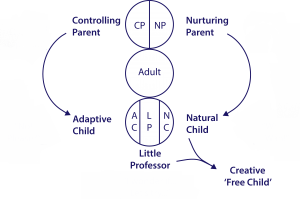 Controlling
Parent
CP
NP
Nurturing
Parent
Adult
Adaptive
Child
A
C
L
P
N
C
Natural
Child
Little
Professor
Creative
‘Free Child’